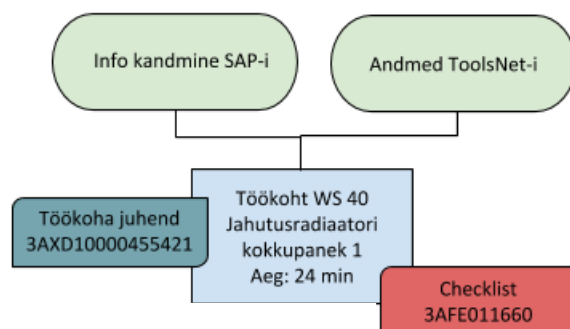 Info kandmine SAP-i
Andmed ToolsNet-i
Töökoha juhend
3AXD10000455421
Töökoht WS 40
Jahutusradiaatori
kokkupanek 1
Aeg: 24 min
Checklist
3AFE011660